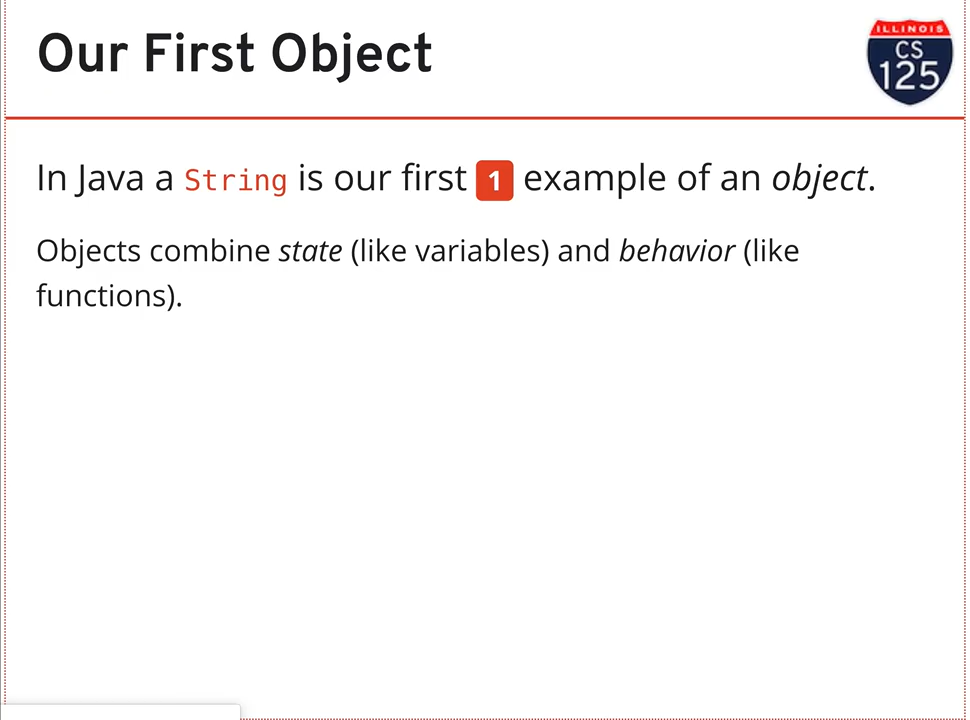 Our First Object
ILLINOIS
CS
125
In Java a String is our first 1 example of an object.
Objects combine state (like variables) and behavior (like
functions).